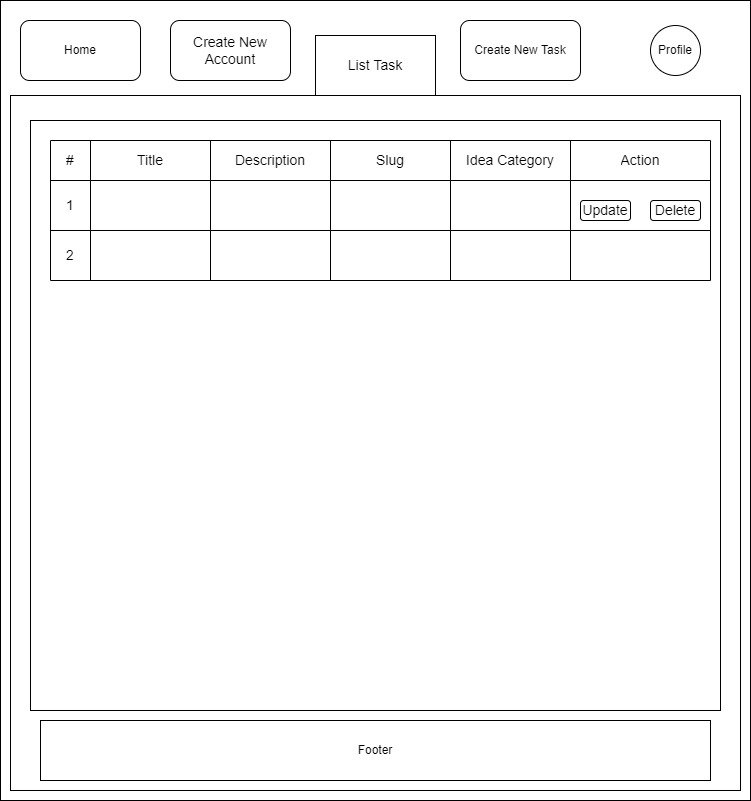 Home
Create New
Account
List Task
Create New Task
Profile
# Title Description Slug Idea Category Action
1 Update Delete
2
Footer